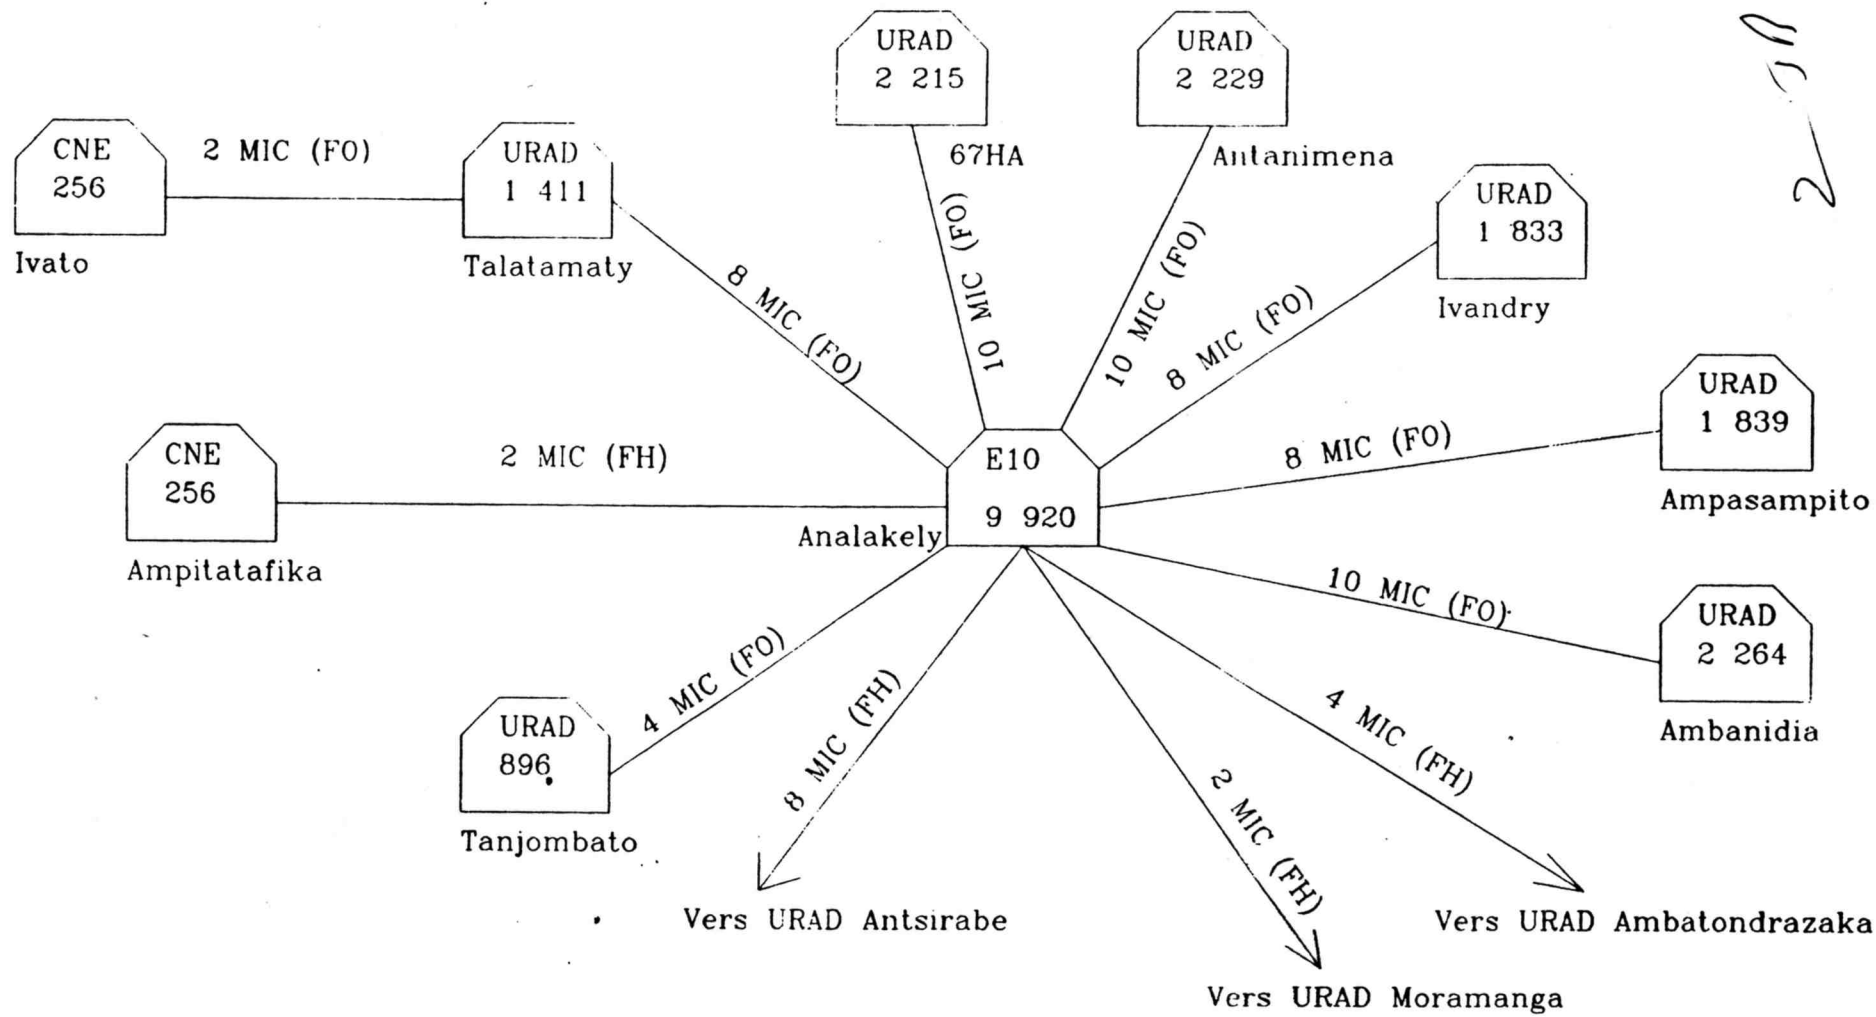 URAD
2 215
67HA
URAD
2 229
Antanimena
CNE
256
Ivato
2 MIC (FO)
URAD
1 411
Talatamaty
8 MIC (FO)
10 MIC (FO)
10 MIC (FO)
8 MIC (FO)
URAD
1 833
Ivandry
URAD
1 839
Ampasampito
8 MIC (FO)
CNE
256
Ampitatafika
2 MIC (FH)
E10
9 920
Analakely
10 MIC (FO)
URAD
2 264
Ambanidia
URAD
896
Tanjombato
4 MIC (FO)
8 MIC (FH)
2 MIC (FH)
4 MIC (FH)
Vers URAD Antsirabe
Vers URAD Ambatondrazaka
Vers URAD Moramanga